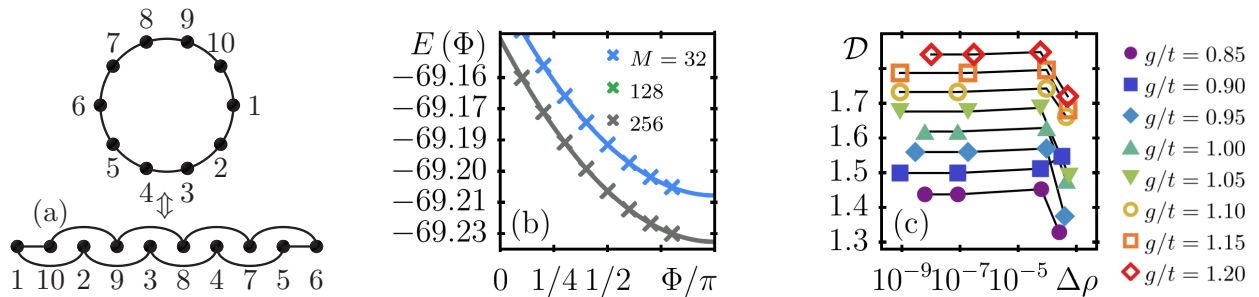 8 9
7 10
6 1
5 2
4 3
(a)
1 10 2 9 3 8 4 7 5 6
E (Φ)
−69.16
−69.18
−69.19
−69.20
−69.21
−69.23
M = 32
128
256
(b)
0 1/4 1/2 Φ/π
𝒟
1.7
1.6
1.5
1.4
1.3
(c)
10⁻⁹ 10⁻⁷ 10⁻⁵ Δρ
g/t = 0.85
g/t = 0.90
g/t = 0.95
g/t = 1.00
g/t = 1.05
g/t = 1.10
g/t = 1.15
g/t = 1.20